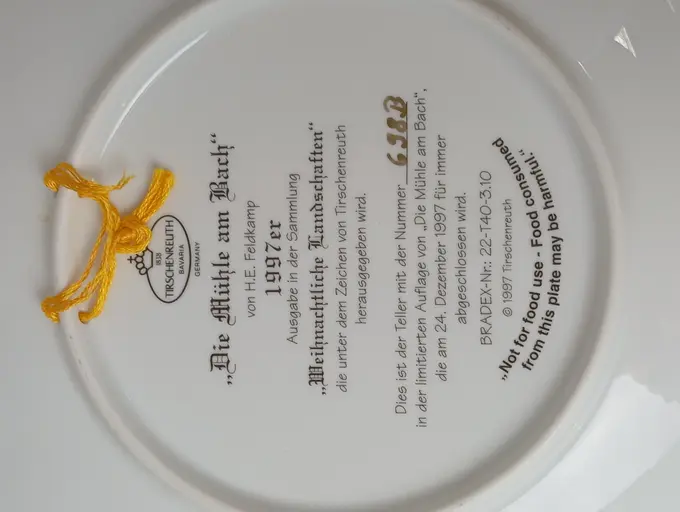 1838
TIRSCHENREUTH
BAVARIA
GERMANY
„Die Mühle am Bach“
von H.E. Feldkamp
1997er
Ausgabe in der Sammlung
„Weihnachtliche Landschaften“
die unter dem Zeichen von Tirschenreuth
herausgegeben wird.
Dies ist der Teller mit der Nummer 698B
in der limitierten Auflage von „Die Mühle am Bach“,
die am 24. Dezember 1997 für immer
abgeschlossen wird.
BRADEX-Nr.: 22-T40-3.10
© 1997 Tirschenreuth
„Not for food use - Food consumed
from this plate may be harmful.“